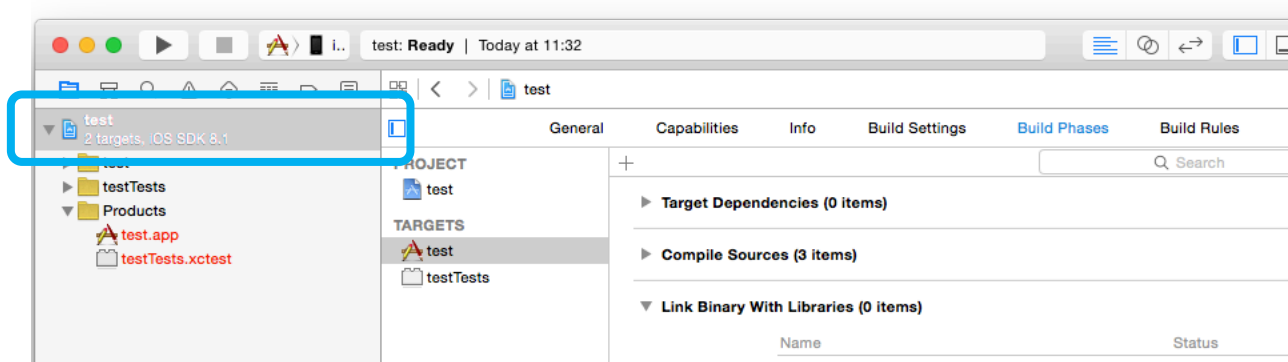 i..
test: Ready | Today at 11:32
test
test
2 targets, iOS SDK 8.1
General Capabilities Info Build Settings Build Phases Build Rules
test
PROJECT
Search
testTests
test
Products
Target Dependencies (0 items)
test.app
TARGETS
testTests.xctest
test
Compile Sources (3 items)
testTests
Link Binary With Libraries (0 items)
Name Status